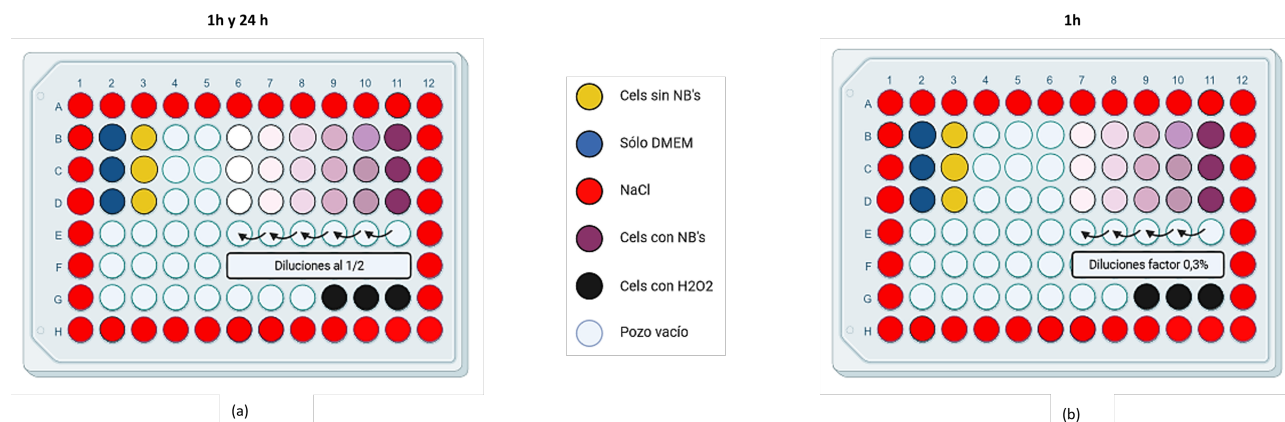 1h y 24 h
1 2 3 4 5 6 7 8 9 10 11 12
A
B
C
D
E
F
Diluciones al 1/2
G
H
(a)
Cels sin NB's
Sólo DMEM
NaCl
Cels con NB's
Cels con H2O2
Pozo vacío
1h
1 2 3 4 5 6 7 8 9 10 11 12
A
B
C
D
E
F
Diluciones factor 0,3%
G
H
(b)